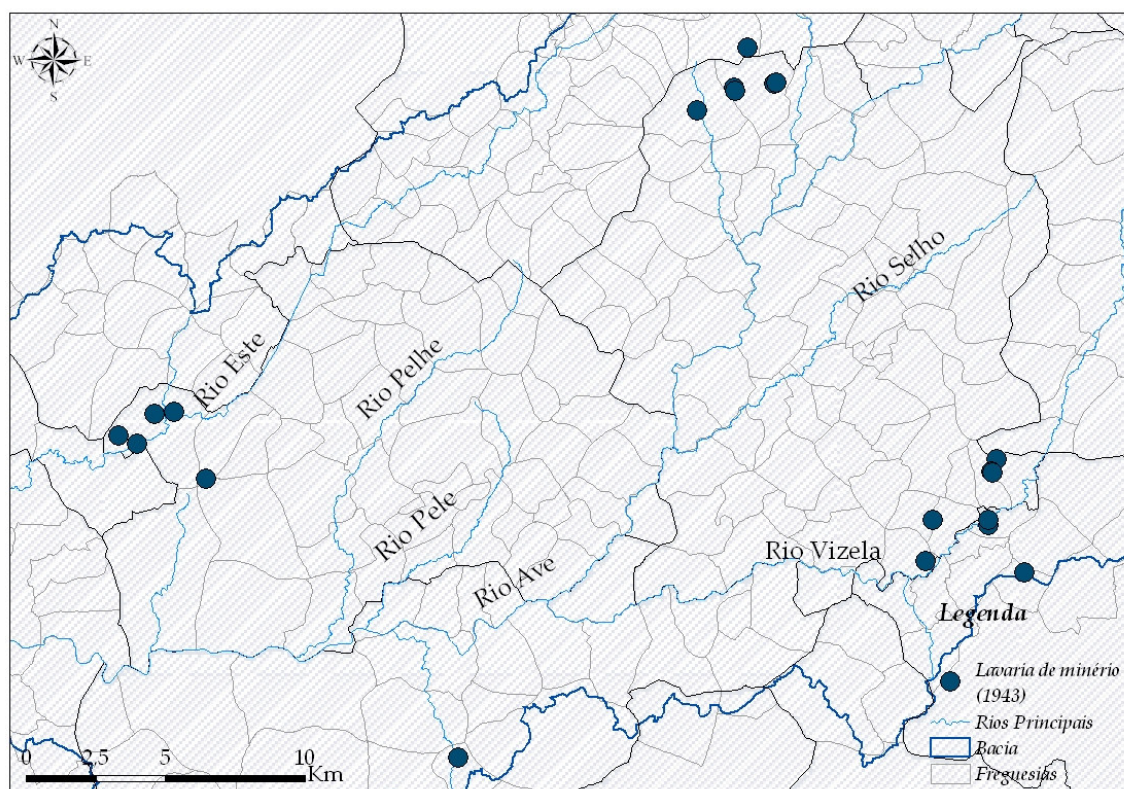 N
W E
S
Rio Selho
Rio Este
Rio Pelhe
Rio Pele
Rio Ave
Rio Vizela
Legenda
Lavaria de minério
(1943)
Rios Principais
Bacia
Freguesias
0 2,5 5 10
Km